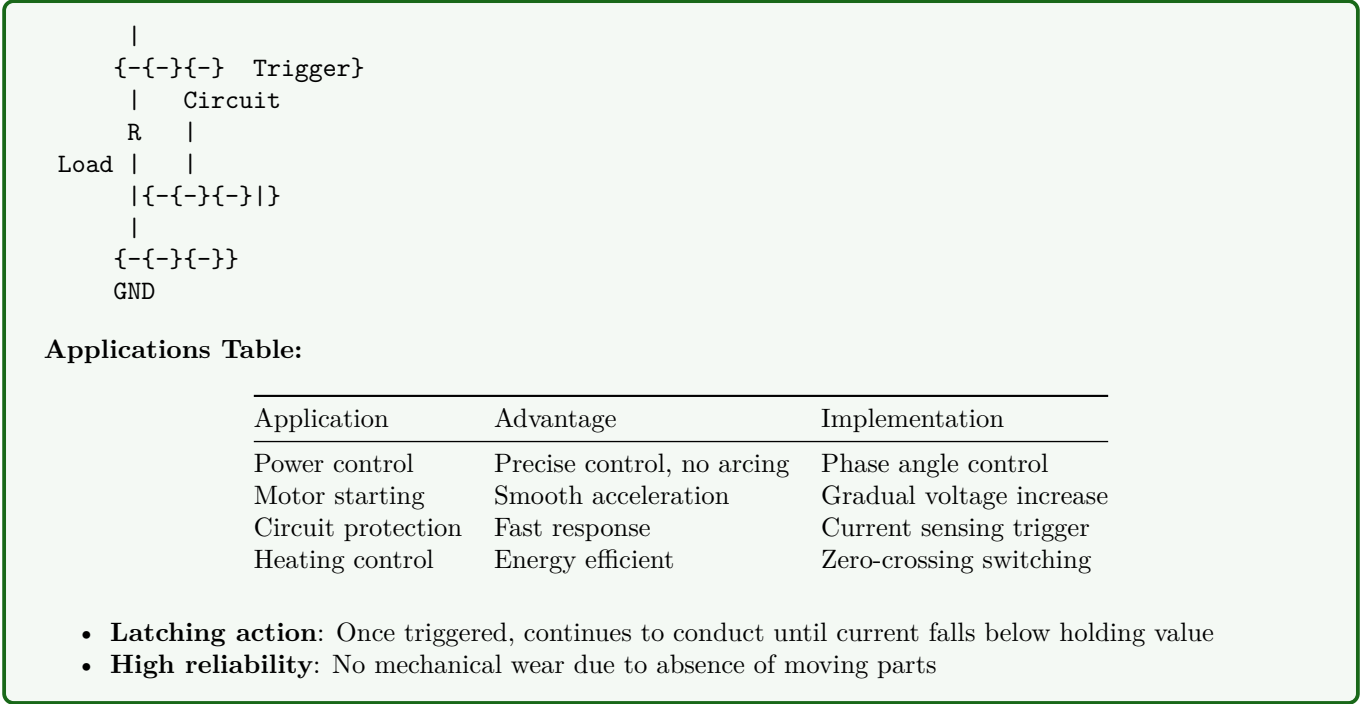 |
{-{-}{-}  Trigger}
|   Circuit
R   |
Load |   |
|{-{-}{-}|}
|
{-{-}{-}}
GND
Applications Table:
Application Advantage Implementation
Power control Precise control, no arcing Phase angle control
Motor starting Smooth acceleration Gradual voltage increase
Circuit protection Fast response Current sensing trigger
Heating control Energy efficient Zero-crossing switching
• Latching action: Once triggered, continues to conduct until current falls below holding value
• High reliability: No mechanical wear due to absence of moving parts